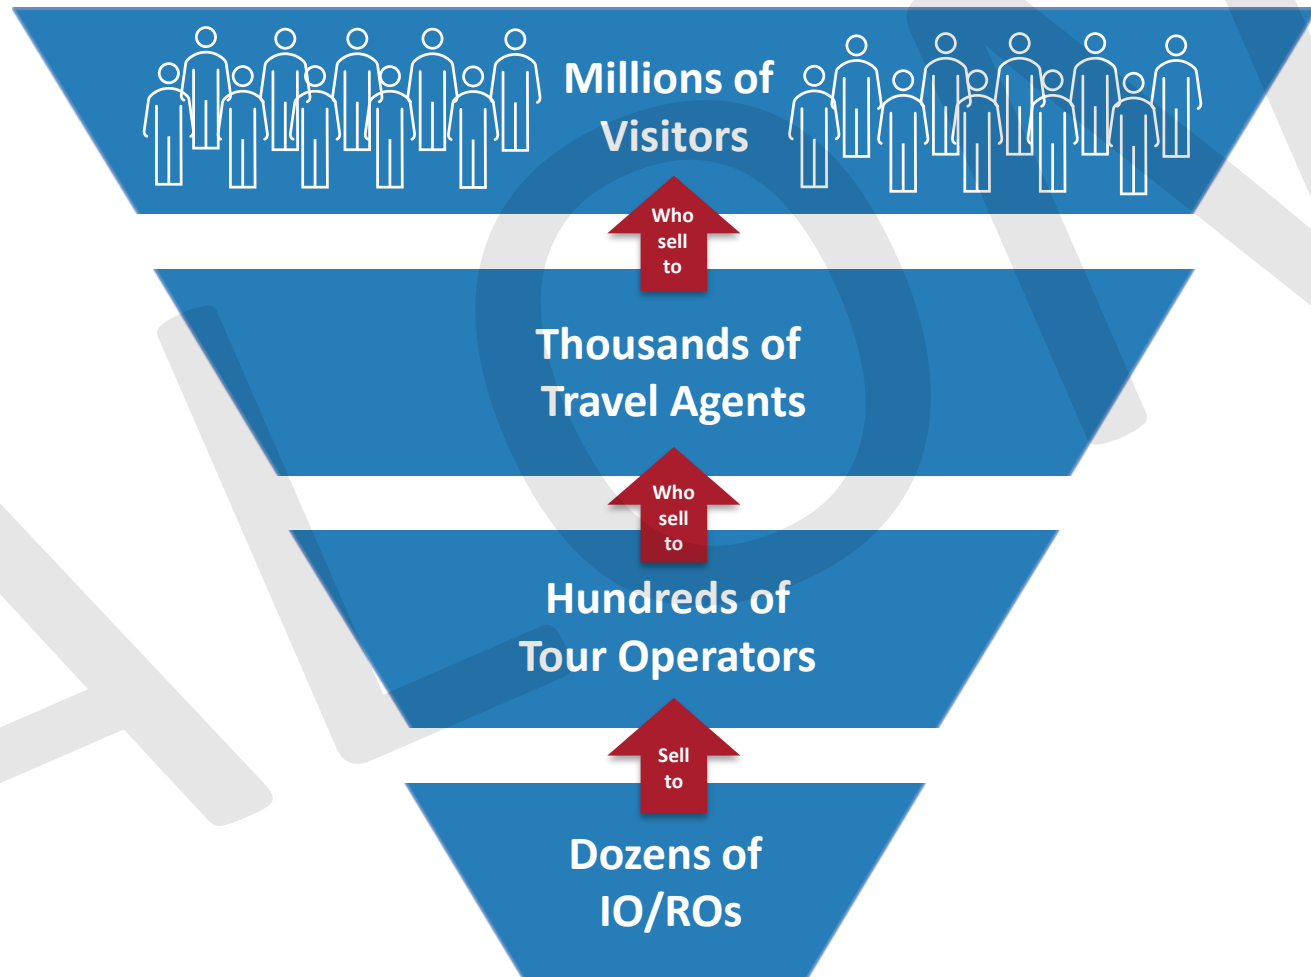 Millions of
Visitors
Who
sell
to
Thousands of
Travel Agents
Who
sell
to
Hundreds of
Tour Operators
Sell
to
Dozens of
IO/ROs